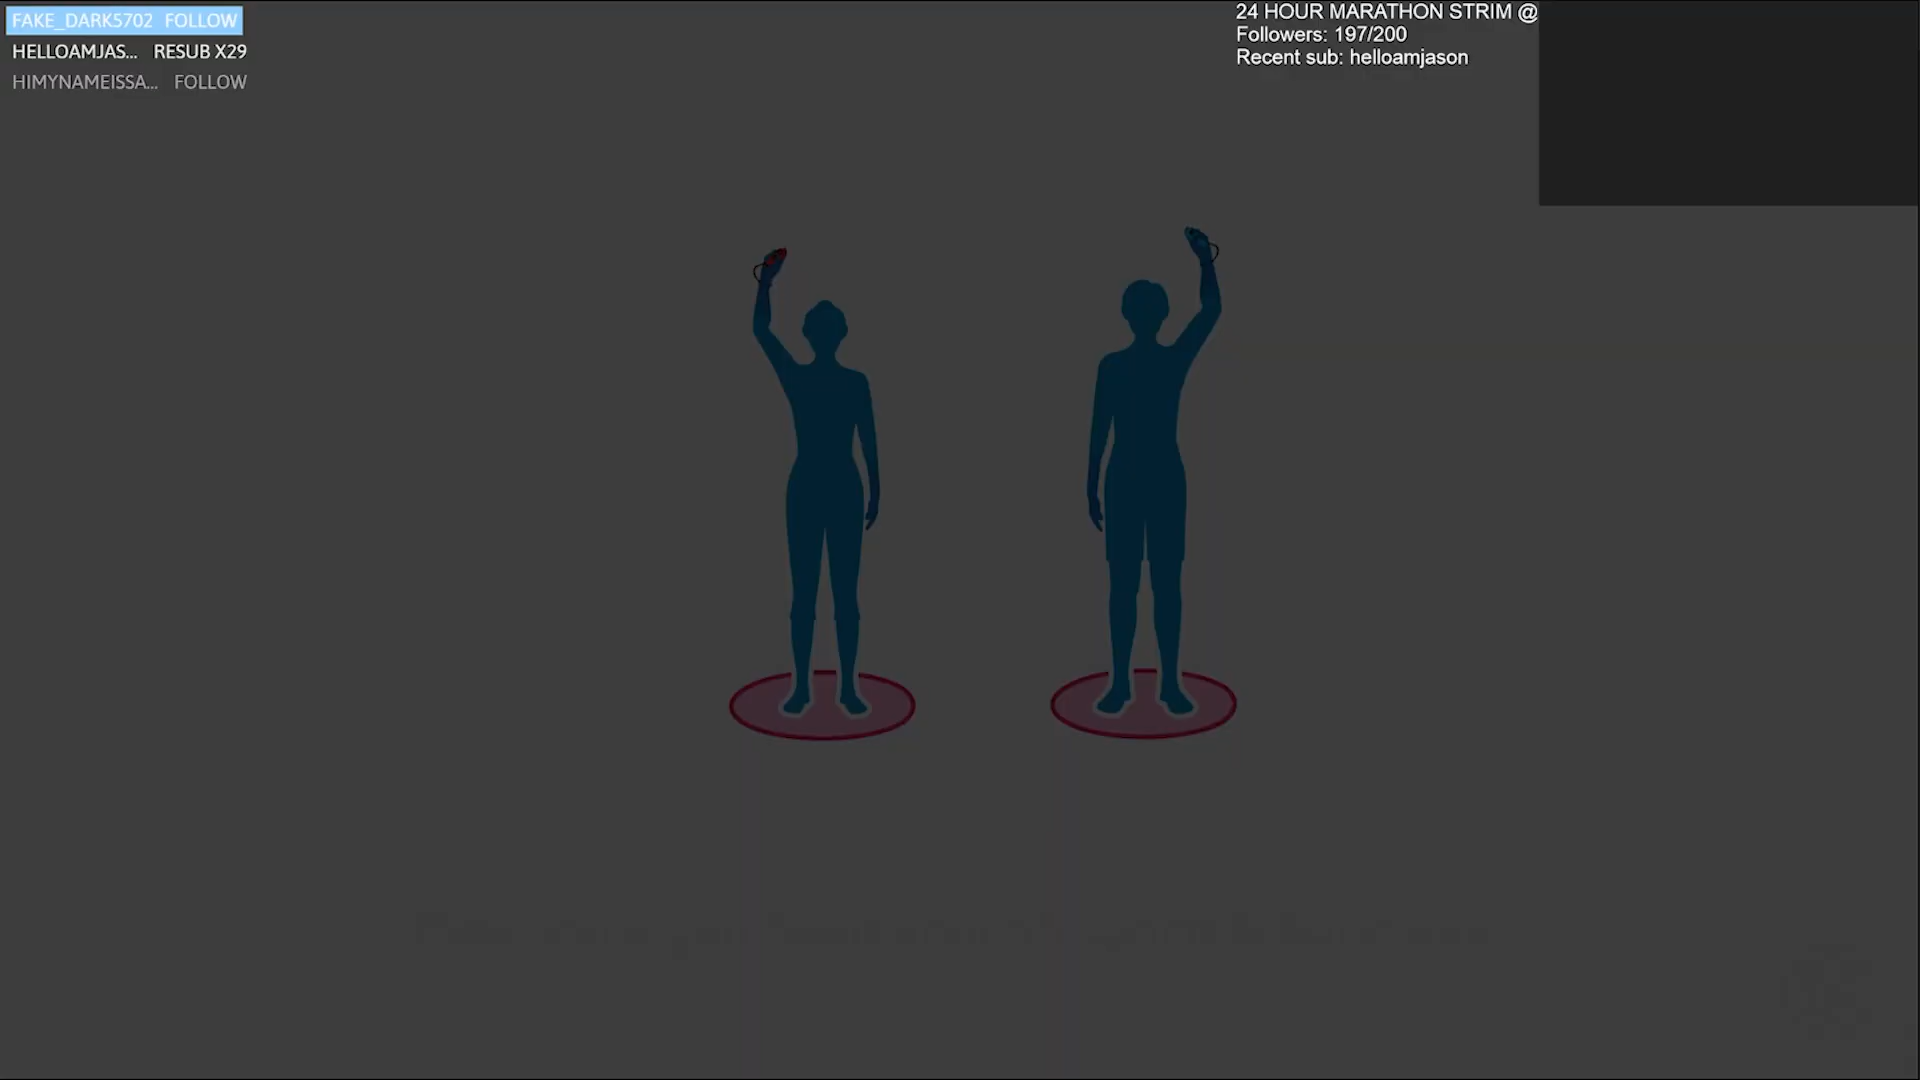 FAKE_DARK5702 FOLLOW
HELLOAMJAS... RESUB X29
HIMYNAMEISSA... FOLLOW
24 HOUR MARATHON STRIM @
Followers: 197/200
Recent sub: helloamjason